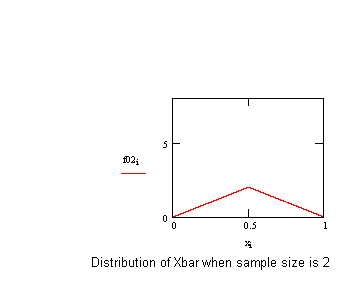 f02i
5
0
0 0.5 1
xi
Distribution of Xbar when sample size is 2